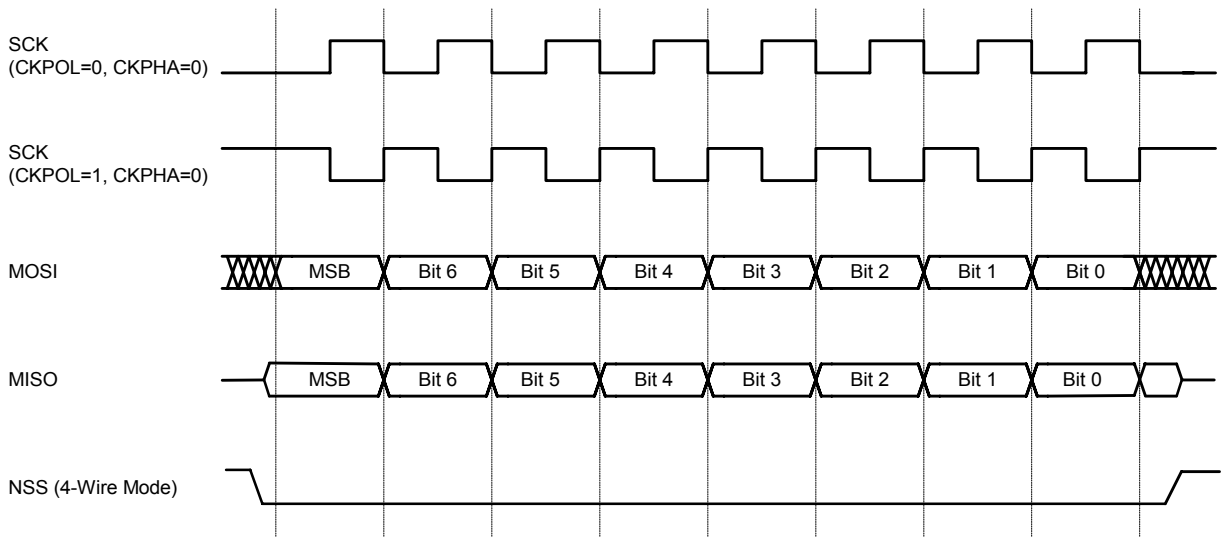 SCK
(CKPOL=0, CKPHA=0)
SCK
(CKPOL=1, CKPHA=0)
MOSI
MSB Bit 6 Bit 5 Bit 4 Bit 3 Bit 2 Bit 1 Bit 0
MISO
MSB Bit 6 Bit 5 Bit 4 Bit 3 Bit 2 Bit 1 Bit 0
NSS (4-Wire Mode)